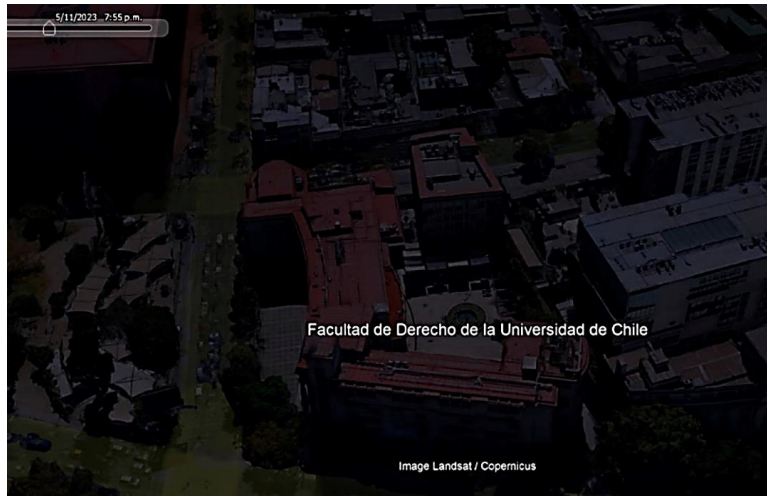 5/11/2023 7:55 p.m.
Facultad de Derecho de la Universidad de Chile
Image Landsat / Copernicus